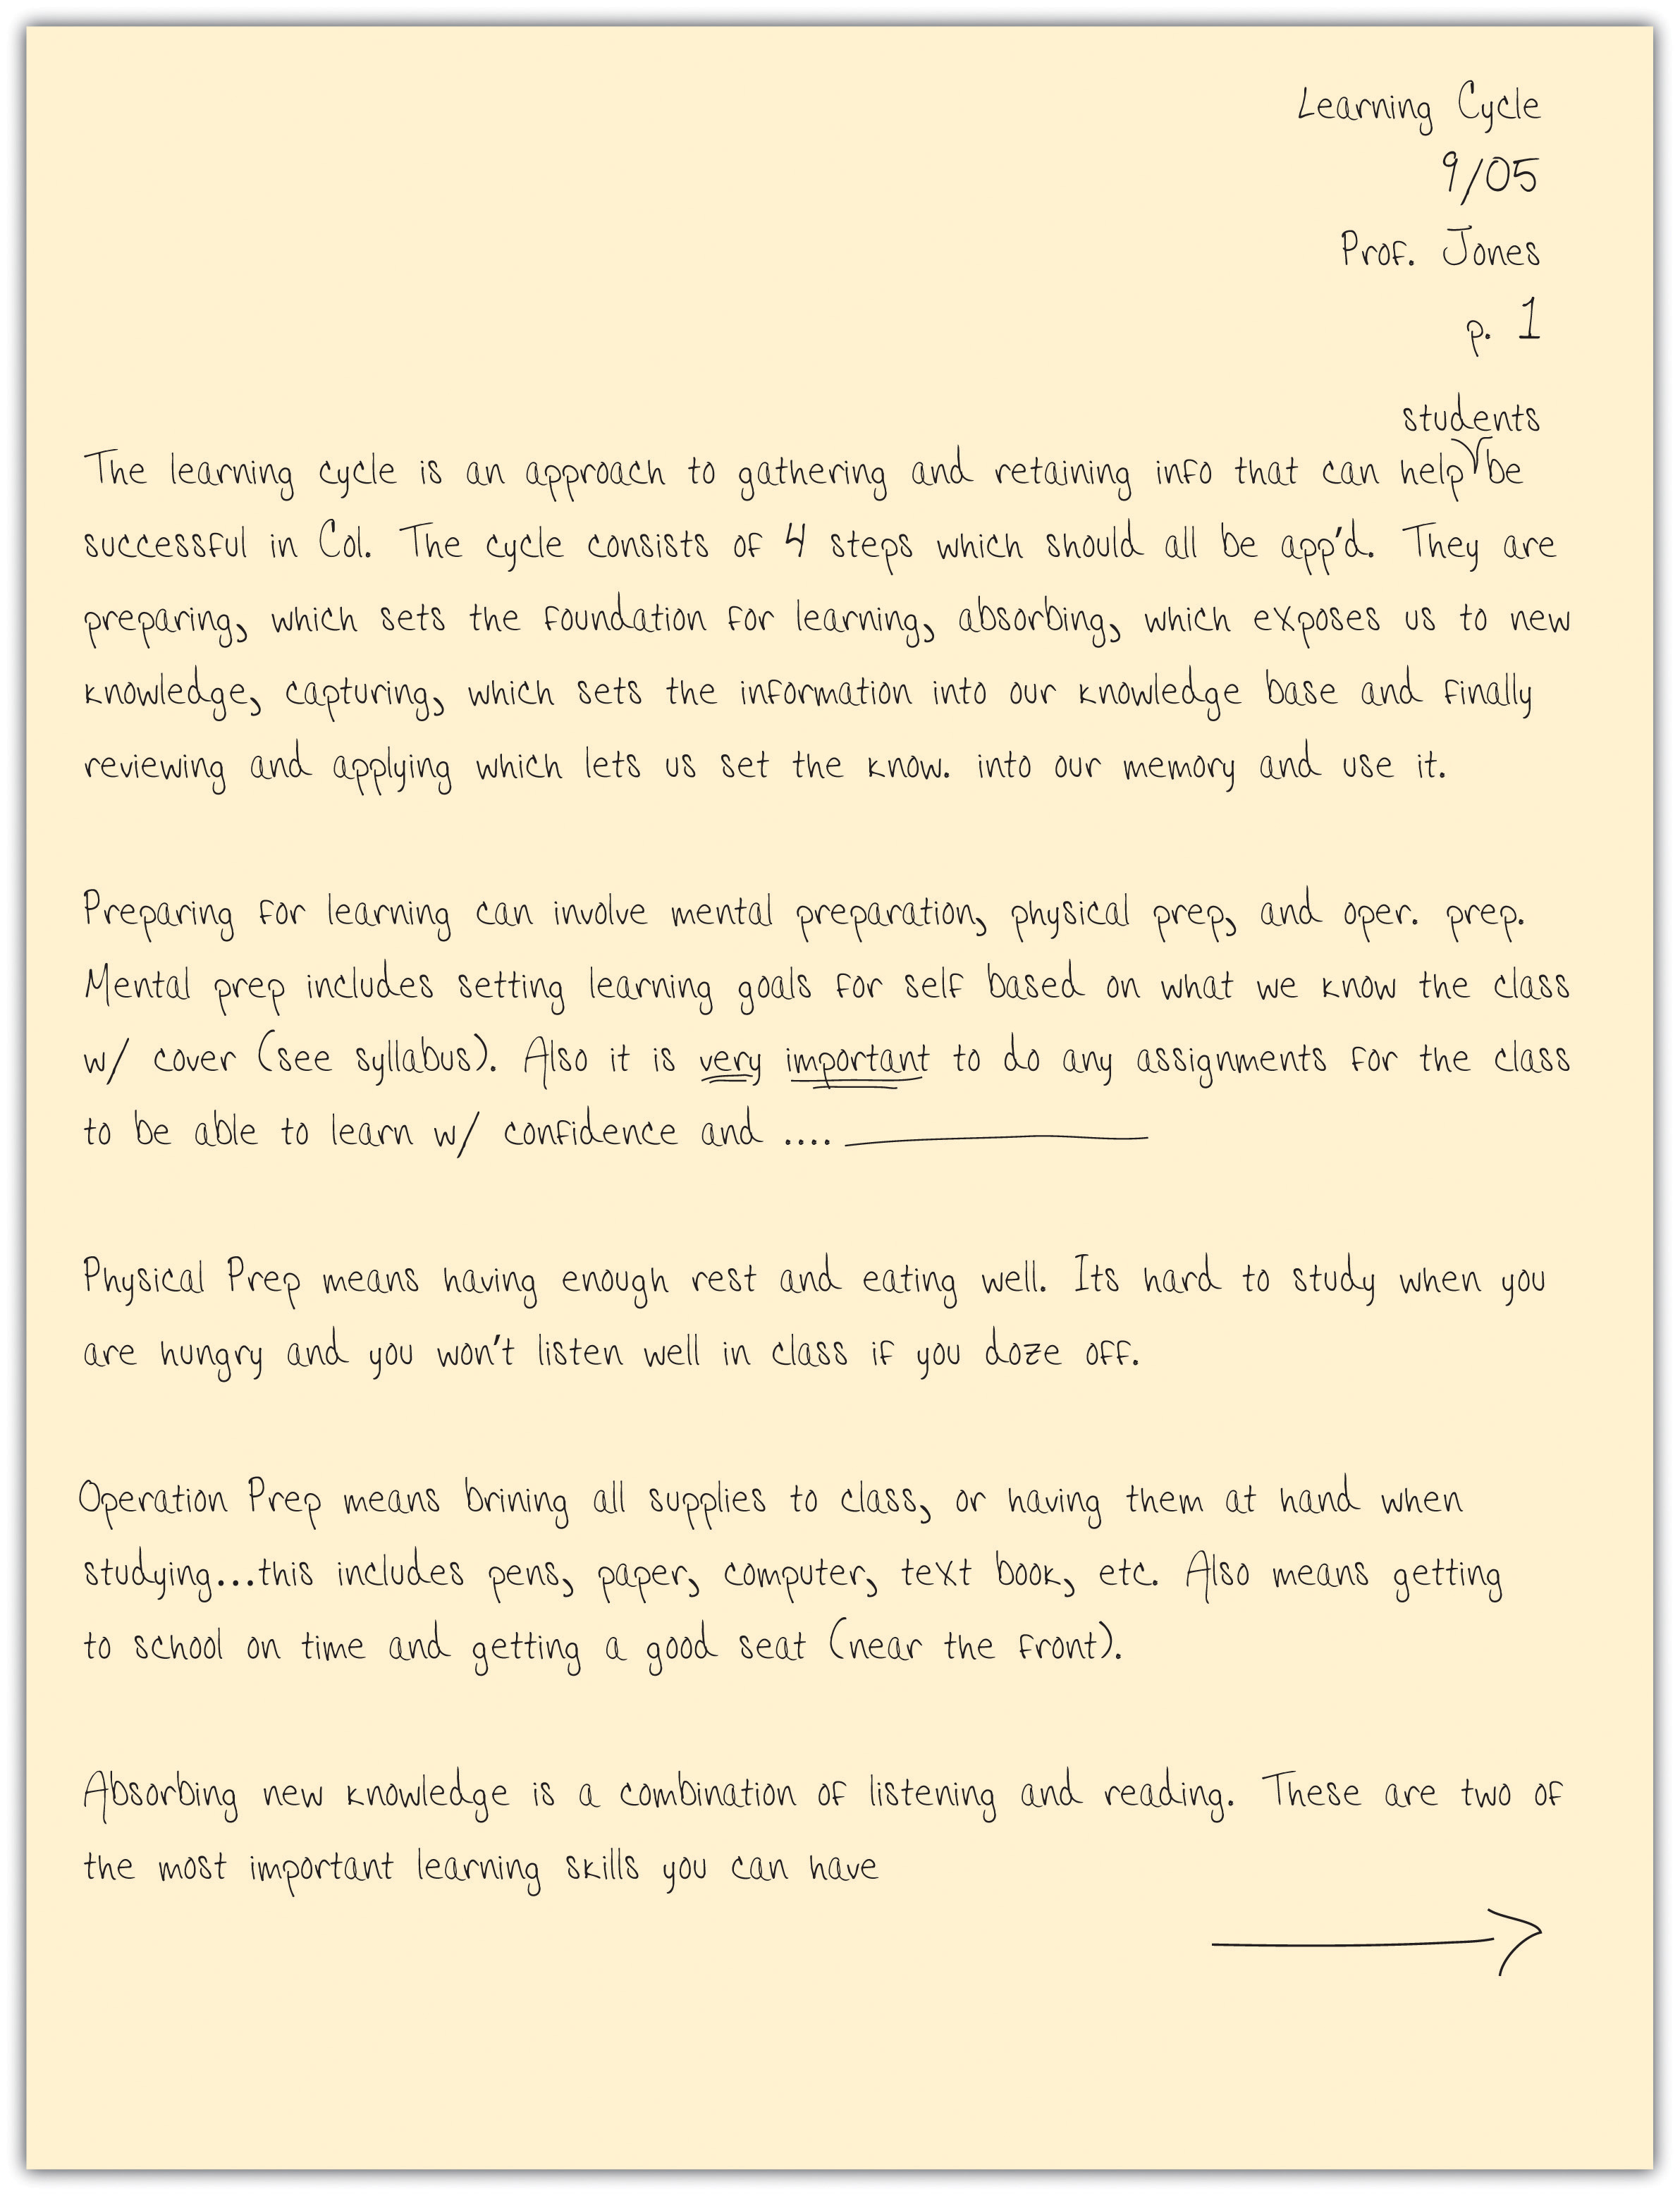 Learning Cycle
9/05
Prof. Jones
p. 1
students
The learning cycle is an approach to gathering and retaining info that can help be
successful in Col. The cycle consists of 4 steps which should all be app'd. They are
preparing, which sets the foundation for learning, absorbing, which exposes us to new
knowledge, capturing, which sets the information into our knowledge base and finally
reviewing and applying which lets us set the know. into our memory and use it.
Preparing for learning can involve mental preparation, physical prep, and oper. prep.
Mental prep includes setting learning goals for self based on what we know the class
w/ cover (see syllabus). Also it is very important to do any assignments for the class
to be able to learn w/ confidence and ....
Physical Prep means having enough rest and eating well. Its hard to study when you
are hungry and you won't listen well in class if you doze off.
Operation Prep means brining all supplies to class, or having them at hand when
studying...this includes pens, paper, computer, text book, etc. Also means getting
to school on time and getting a good seat (near the front).
Absorbing new knowledge is a combination of listening and reading. These are two of
the most important learning skills you can have